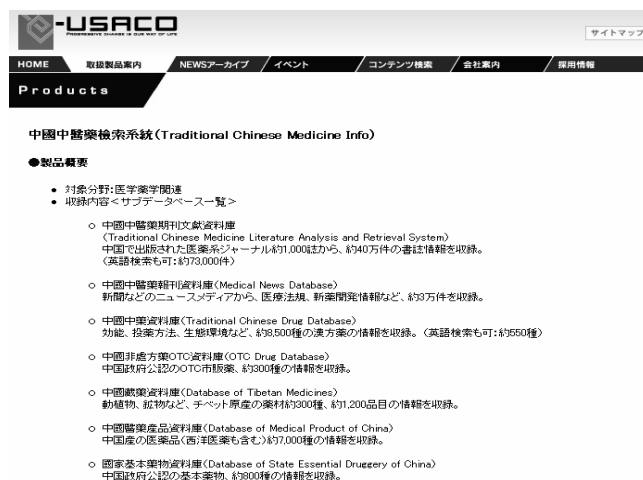 e-USACO
PROGRESSIVE CHANGE IS OUR WAY OF LIFE
サイトマップ
HOME 取扱製品案内 NEWSアーカイブ イベント コンテンツ検索 会社案内 採用情報
Products
中國中醫藥檢索系統(Traditional Chinese Medicine Info)
●製品概要
• 対象分野:医学薬学関連
• 収録内容<サブデータベース一覧>
○ 中國中醫藥期刊文獻資料庫
(Traditional Chinese Medicine Literature Analysis and Retrieval System)
中国で出版された医薬系ジャーナル約1,000誌から、約40万件の書誌情報を収録。
(英語検索も可:約73,000件)
○ 中國中醫藥報刊資料庫(Medical News Database)
新聞などのニュースメディアから、医療法規、新薬開発情報など、約3万件を収録。
○ 中國中藥資料庫(Traditional Chinese Drug Database)
効能、投薬方法、生態環境など、約8,500種の漢方薬の情報を収録。(英語検索も可:約550種)
○ 中國非處方藥OTC資料庫(OTC Drug Database)
中国政府公認のOTC市販薬、約300種の情報を収録。
○ 中國藏藥資料庫(Database of Tibetan Medicines)
動植物、鉱物など、チベット原産の薬材約300種、約1,200品目の情報を収録。
○ 中國醫藥産品資料庫(Database of Medical Product of China)
中国産の医薬品(西洋医薬も含む)約7,000種の情報を収録。
○ 國家基本藥物資料庫(Database of State Essential Druggery of China)
中国政府公認の基本薬物、約800種の情報を収録。